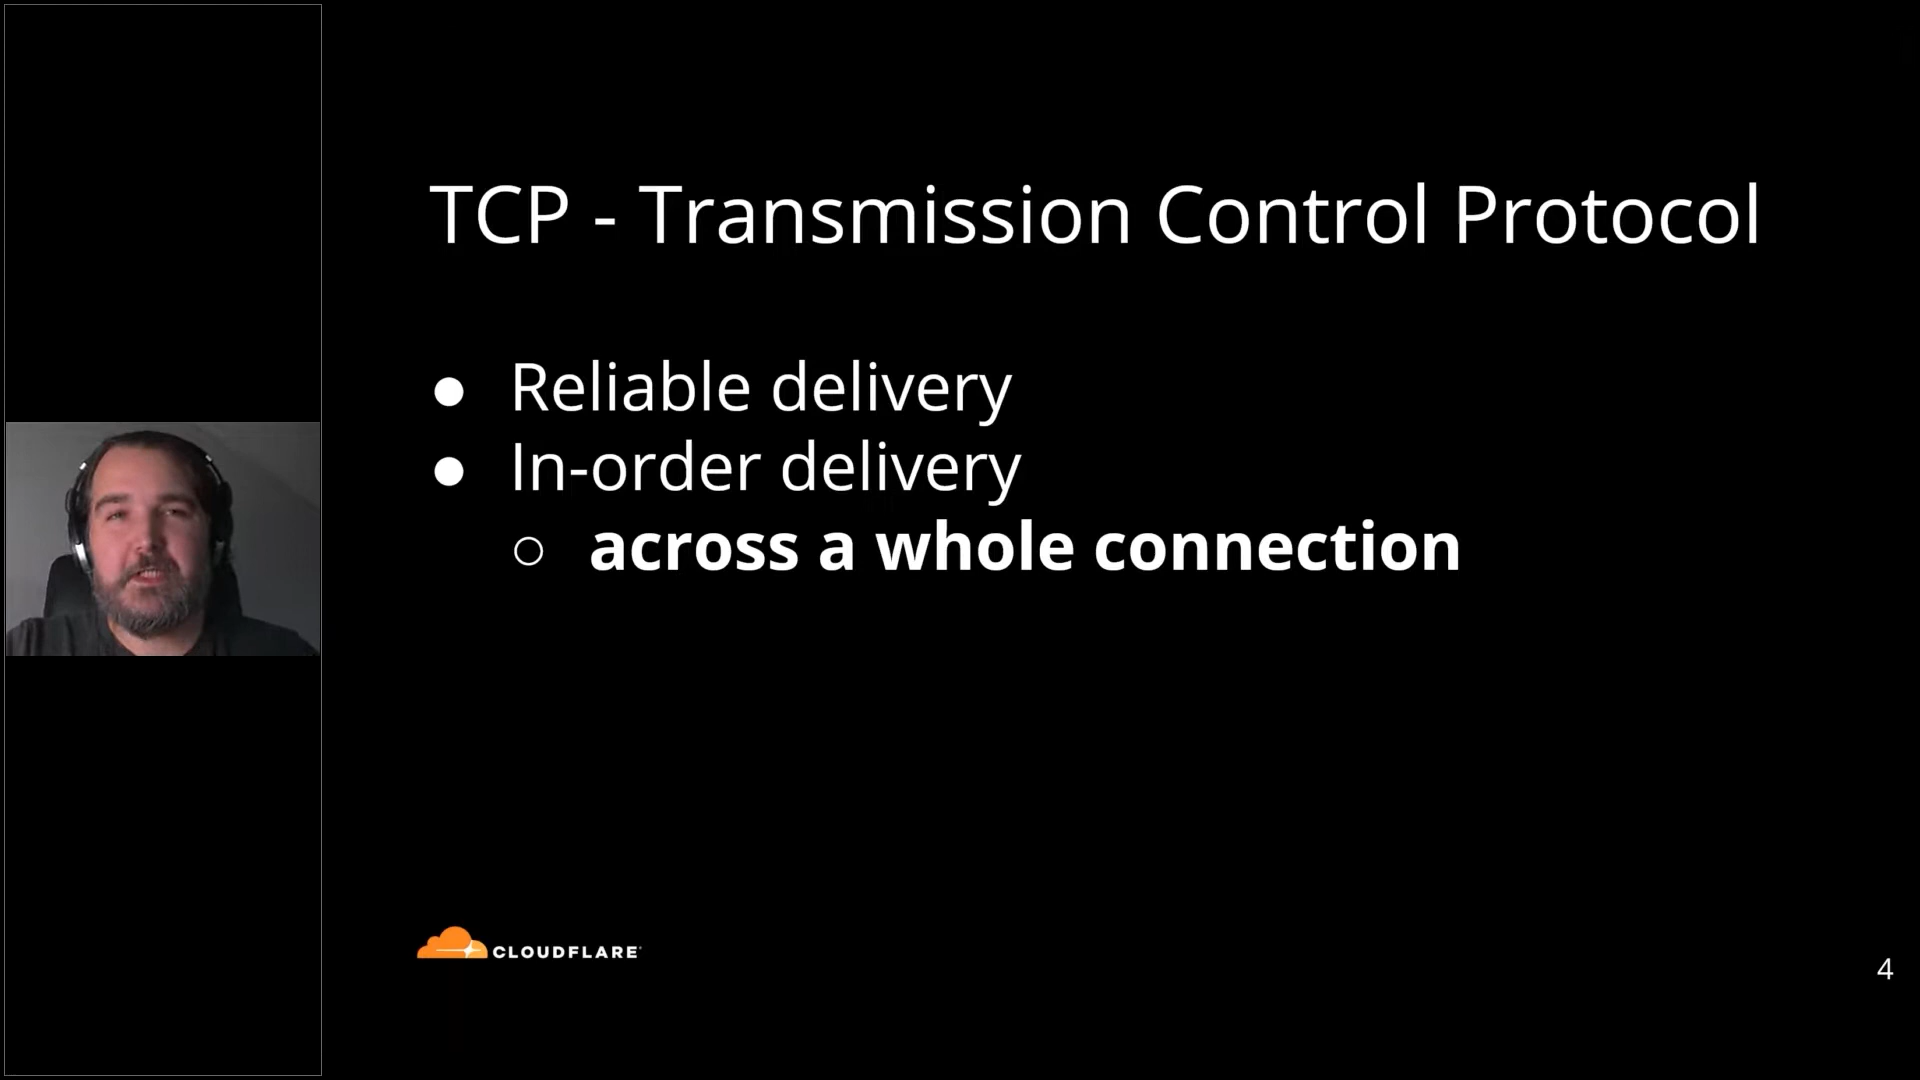 TCP - Transmission Control Protocol
● Reliable delivery
● In-order delivery
○ across a whole connection
CLOUDFLARE
4